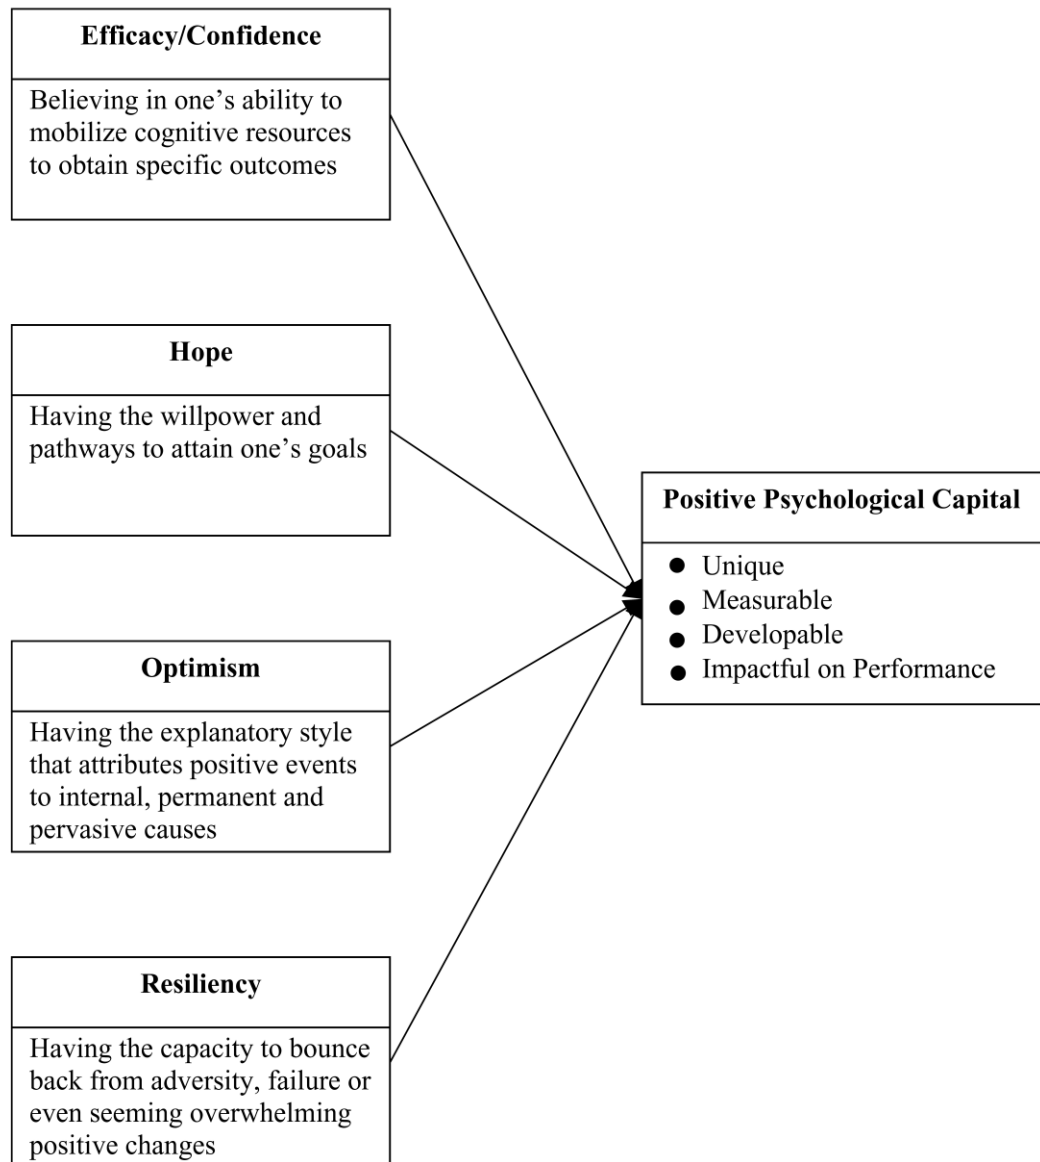 Efficacy/Confidence
Believing in one’s ability to
mobilize cognitive resources
to obtain specific outcomes
Hope
Having the willpower and
pathways to attain one’s goals
Optimism
Having the explanatory style
that attributes positive events
to internal, permanent and
pervasive causes
Resiliency
Having the capacity to bounce
back from adversity, failure or
even seeming overwhelming
positive changes
Positive Psychological Capital
● Unique
● Measurable
● Developable
● Impactful on Performance